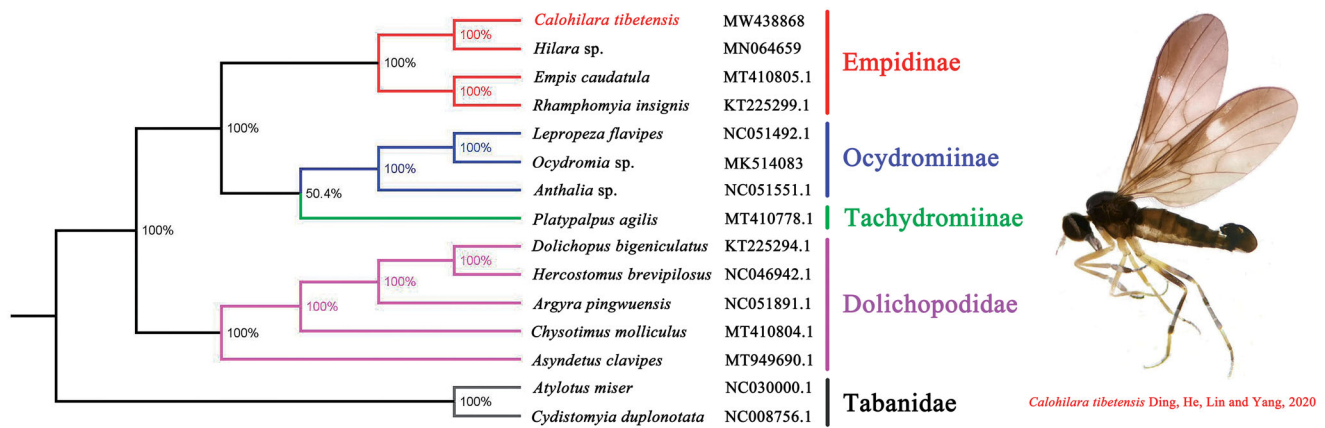 Calohilara tibetensis MW438868
100%
Hilara sp. MN064659
Empidinae
100%
Empis caudatula MT410805.1
100%
Rhamphomyia insignis KT225299.1
100%
Lepropeza flavipes NC051492.1
100%
Ocydromia sp. MK514083
Ocydromiinae
100%
Anthalia sp. NC051551.1
50.4%
Platypalpus agilis MT410778.1
Tachydromiinae
100%
Dolichopus bigeniculatus KT225294.1
100%
Hercostomus brevipilosus NC046942.1
100%
Argyra pingwuensis NC051891.1
Dolichopodidae
100%
Chysotimus molliculus MT410804.1
100%
Asyndetus clavipes MT949690.1
Atylotus miser NC030000.1
100%
Tabanidae
Cydistomyia duplonotata NC008756.1
Calohilara tibetensis Ding, He, Lin and Yang, 2020